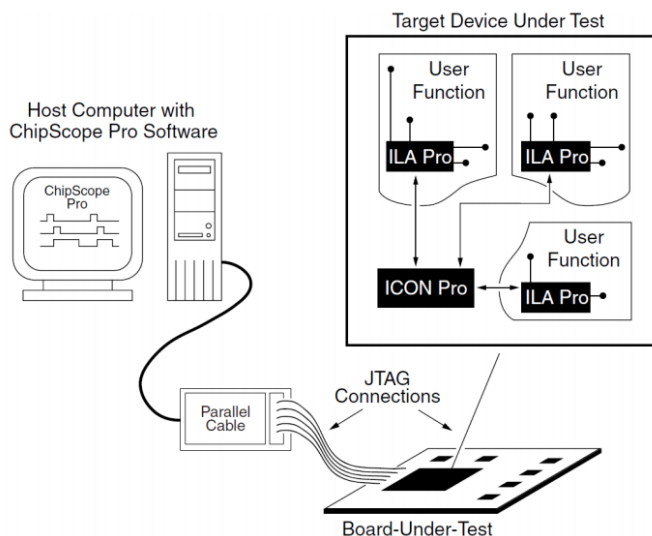 Target Device Under Test
User
Function
User
Function
ILA Pro
ILA Pro
Host Computer with
ChipScope Pro Software
ChipScope
Pro
User
Function
ICON Pro
ILA Pro
JTAG
Connections
Parallel
Cable
Board-Under-Test